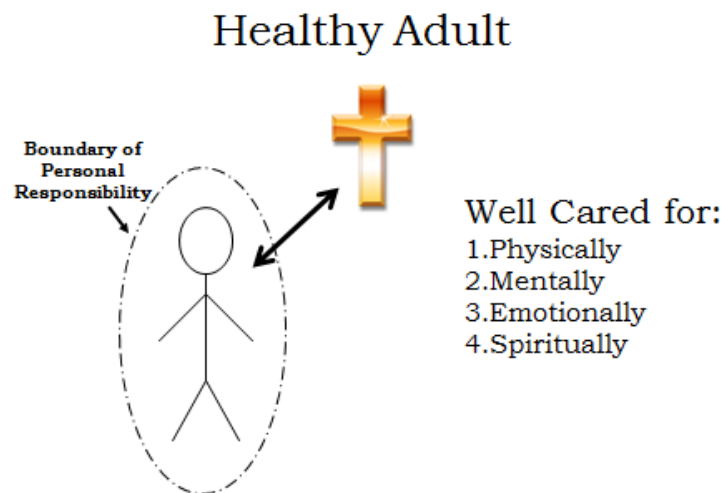 Healthy Adult
Boundary of
Personal
Responsibility
Well Cared for:
1.Physically
2.Mentally
3.Emotionally
4.Spiritually